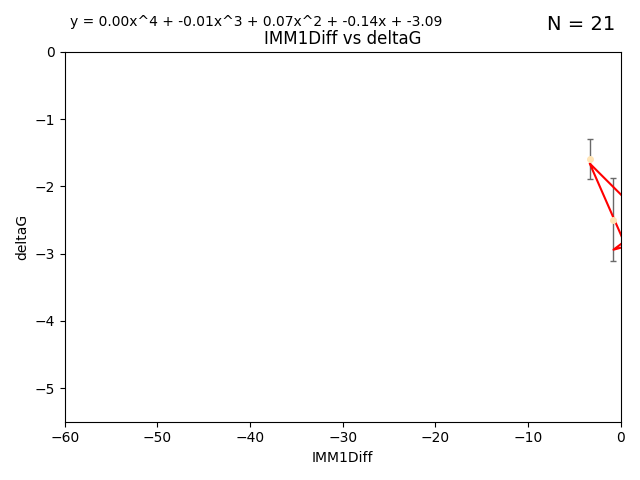 y = 0.00x^4 + -0.01x^3 + 0.07x^2 + -0.14x + -3.09
N = 21
IMM1Diff vs deltaG
0
−1
−2
−3
−4
−5
deltaG
−60 −50 −40 −30 −20 −10 0
IMM1Diff